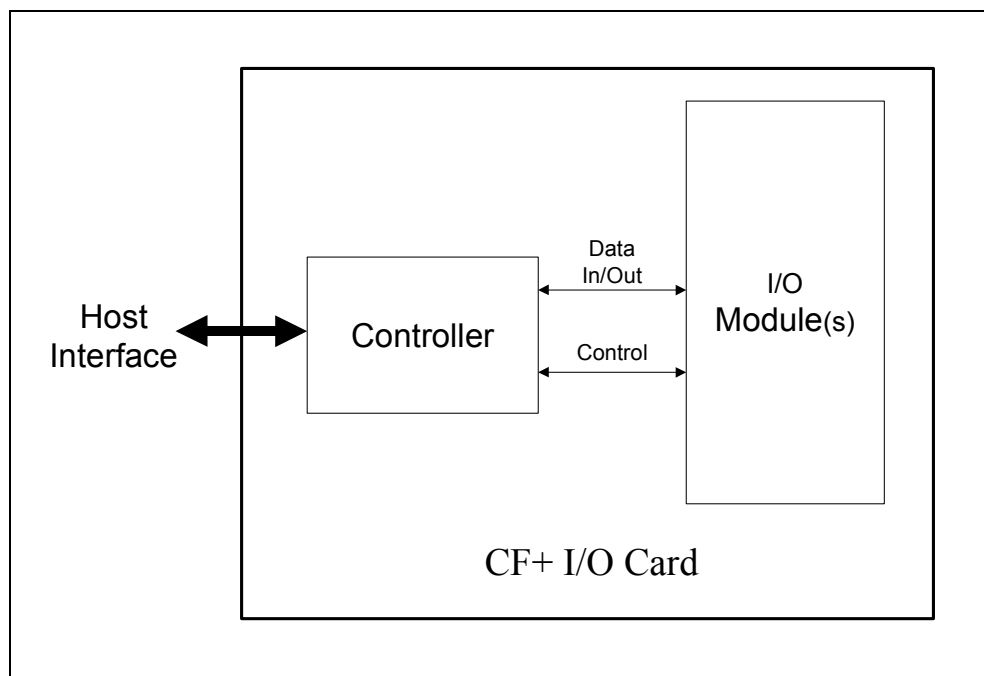 Host
Interface
Controller
Data
In/Out
Control
I/O
Module(s)
CF+ I/O Card